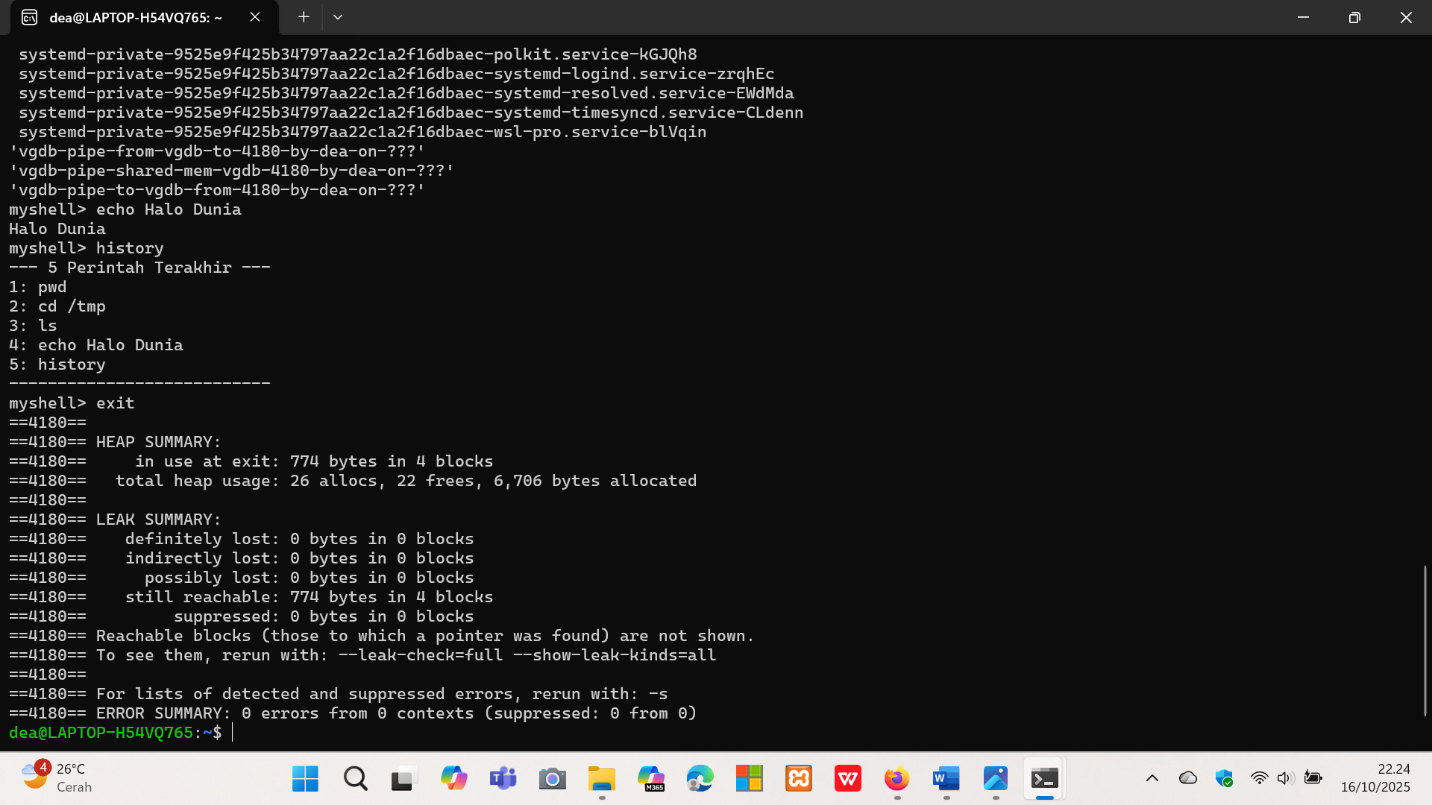 dea@LAPTOP-H54VQ765: ~
systemd-private-9525e9f425b34797aa22c1a2f16dbaec-polkit.service-kGJQh8
systemd-private-9525e9f425b34797aa22c1a2f16dbaec-systemd-logind.service-zrqhEc
systemd-private-9525e9f425b34797aa22c1a2f16dbaec-systemd-resolved.service-EWdMda
systemd-private-9525e9f425b34797aa22c1a2f16dbaec-systemd-timesyncd.service-CLdenn
systemd-private-9525e9f425b34797aa22c1a2f16dbaec-wsl-pro.service-blVqin
'vgdb-pipe-from-vgdb-to-4180-by-dea-on-???'
'vgdb-pipe-shared-mem-vgdb-4180-by-dea-on-???'
'vgdb-pipe-to-vgdb-from-4180-by-dea-on-???'
myshell> echo Halo Dunia
Halo Dunia
myshell> history
--- 5 Perintah Terakhir ---
1: pwd
2: cd /tmp
3: ls
4: echo Halo Dunia
5: history
---------------------------
myshell> exit
==4180==
==4180== HEAP SUMMARY:
==4180==     in use at exit: 774 bytes in 4 blocks
==4180==   total heap usage: 26 allocs, 22 frees, 6,706 bytes allocated
==4180==
==4180== LEAK SUMMARY:
==4180==    definitely lost: 0 bytes in 0 blocks
==4180==    indirectly lost: 0 bytes in 0 blocks
==4180==      possibly lost: 0 bytes in 0 blocks
==4180==    still reachable: 774 bytes in 4 blocks
==4180==         suppressed: 0 bytes in 0 blocks
==4180== Reachable blocks (those to which a pointer was found) are not shown.
==4180== To see them, rerun with: --leak-check=full --show-leak-kinds=all
==4180==
==4180== For lists of detected and suppressed errors, rerun with: -s
==4180== ERROR SUMMARY: 0 errors from 0 contexts (suppressed: 0 from 0)
dea@LAPTOP-H54VQ765:~$
4
26°C
Cerah
M365
22.24
16/10/2025